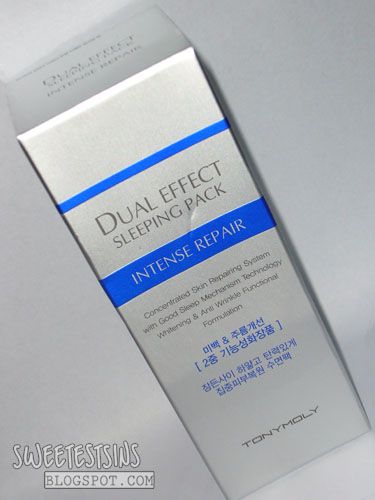 DUAL EFFECT
SLEEPING PACK
INTENSE REPAIR
DUAL EFFECT
SLEEPING PACK
INTENSE REPAIR
Concentrated Skin Repairing System
with Good Sleep Mechanism Technology
Whitening & Anti Wrinkle Functional
Formulation
미백 & 주름개선
[ 2중 기능성화장품 ]
잠든사이 하얗고 탄력있게
집중피부복원 수면팩
TONYMOLY
SWEETESTSINS
BLOGSPOT.COM